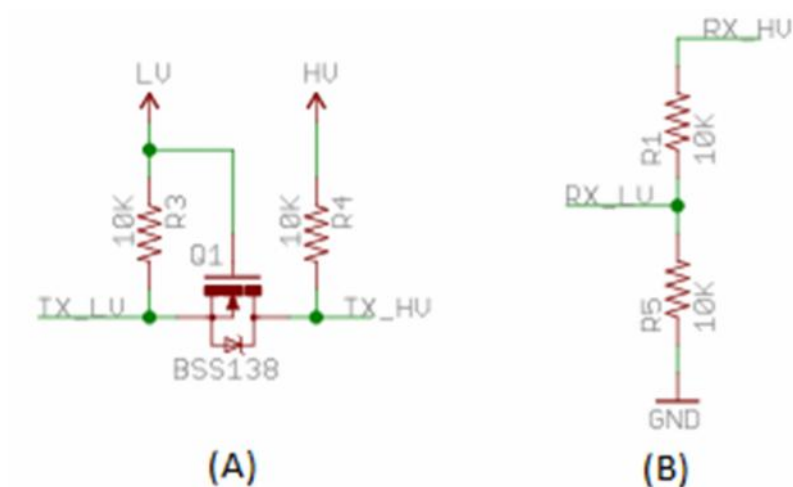 LV
HV
10K
R3
10K
R4
Q1
TX_LV
TX_HV
BSS138
(A)
RX_HV
R1
10K
RX_LV
R5
10K
GND
(B)